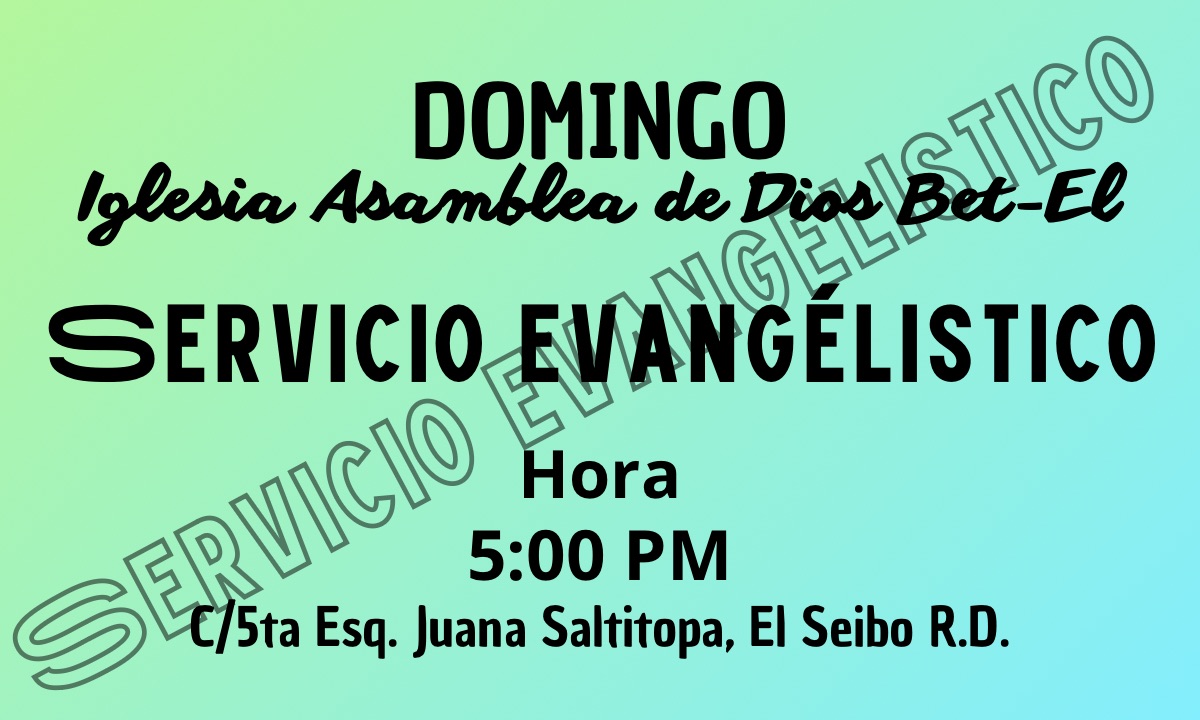 DOMINGO
Iglesia Asamblea de Dios Bet-El
SERVICIO EVANGÉLISTICO
SERVICIO EVANGÉLISTICO
Hora
5:00 PM
C/5ta Esq. Juana Saltitopa, El Seibo R.D.